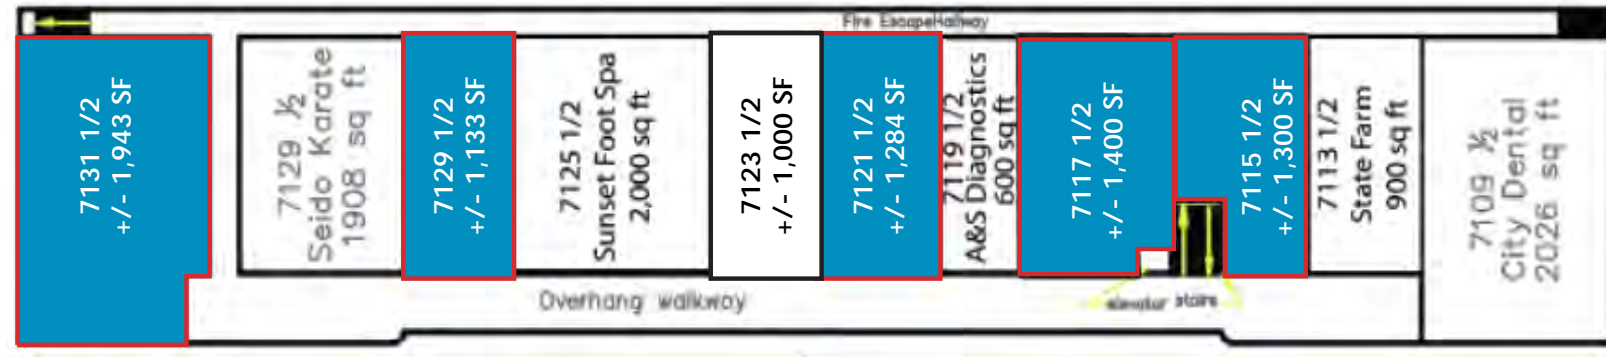 Fire EscapeHallway
7131 1/2
+/- 1,943 SF
7129 ½
Seido Karate
1908 sq ft
7129 1/2
+/- 1,133 SF
7125 1/2
Sunset Foot Spa
2,000 sq ft
7123 1/2
+/- 1,000 SF
7121 1/2
+/- 1,284 SF
7119 1/2
A&S Diagnostics
600 sq ft
7117 1/2
+/- 1,400 SF
7115 1/2
+/- 1,300 SF
7113 1/2
State Farm
900 sq ft
7109 ½
City Dental
2026 sq ft
Overhang walkway
elevator stairs